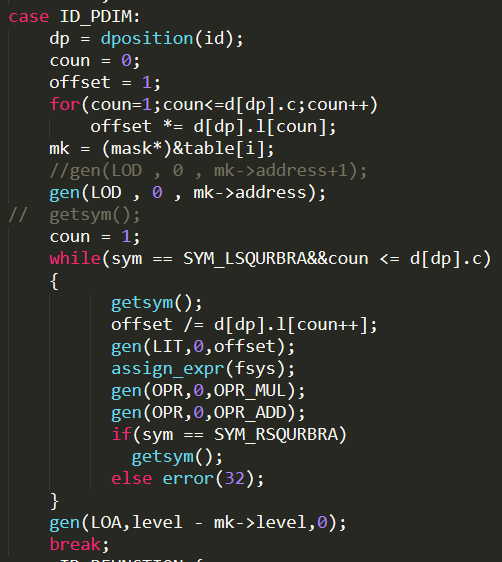 case ID_PDIM:
dp = dposition(id);
coun = 0;
offset = 1;
for(coun=1;coun<=d[dp].c;coun++)
offset *= d[dp].l[coun];
mk = (mask*)&table[i];
//gen(LOD , 0 , mk->address+1);
gen(LOD , 0 , mk->address);
//  getsym();
coun = 1;
while(sym == SYM_LSQURBRA&&coun <= d[dp].c)
{
getsym();
offset /= d[dp].l[coun++];
gen(LIT,0,offset);
assign_expr(fsys);
gen(OPR,0,OPR_MUL);
gen(OPR,0,OPR_ADD);
if(sym == SYM_RSQURBRA)
getsym();
else error(32);
}
gen(LOA,level - mk->level,0);
break;